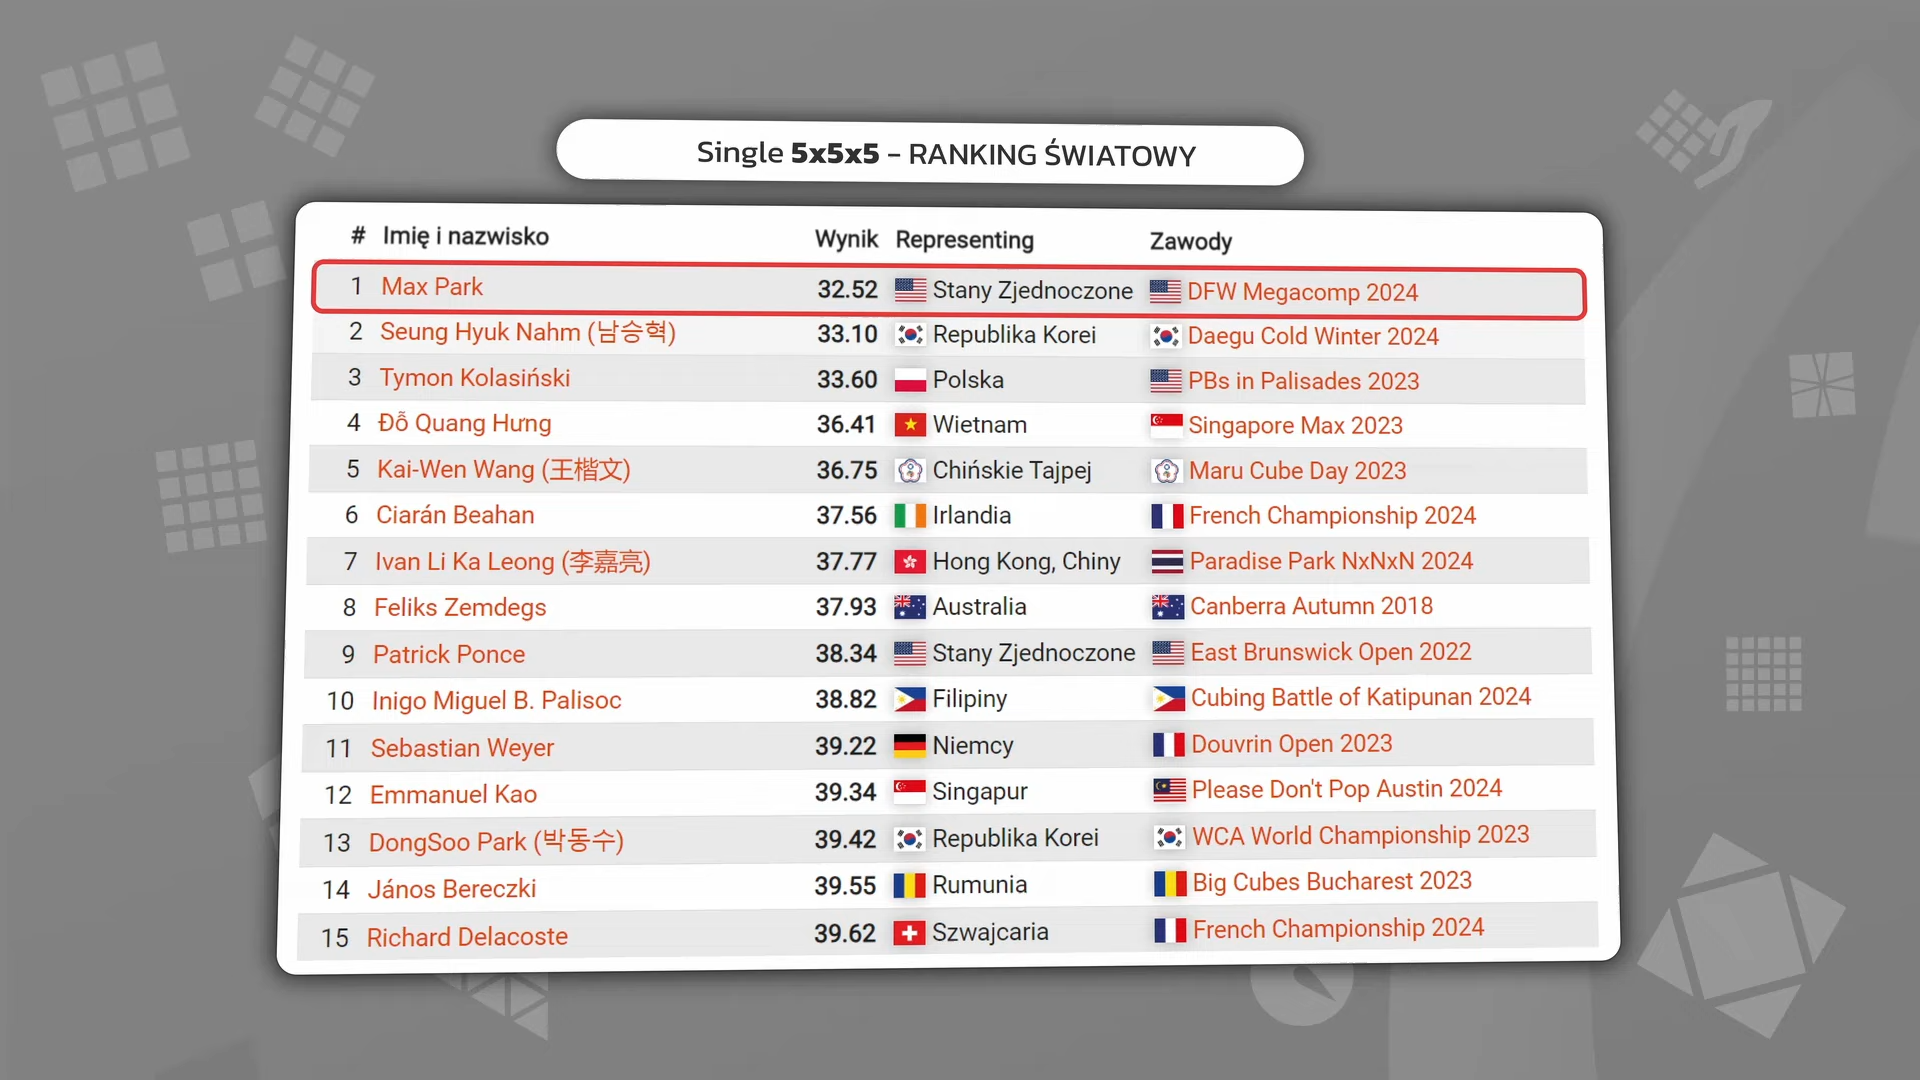 Single 5x5x5 - RANKING ŚWIATOWY
# Imię i nazwisko Wynik Representing Zawody
1 Max Park 32.52 Stany Zjednoczone DFW Megacomp 2024
2 Seung Hyuk Nahm (남승혁) 33.10 Republika Korei Daegu Cold Winter 2024
3 Tymon Kolasiński 33.60 Polska PBs in Palisades 2023
4 Đỗ Quang Hưng 36.41 Wietnam Singapore Max 2023
5 Kai-Wen Wang (王楷文) 36.75 Chińskie Tajpej Maru Cube Day 2023
6 Ciarán Beahan 37.56 Irlandia French Championship 2024
7 Ivan Li Ka Leong (李嘉亮) 37.77 Hong Kong, Chiny Paradise Park NxNxN 2024
8 Feliks Zemdegs 37.93 Australia Canberra Autumn 2018
9 Patrick Ponce 38.34 Stany Zjednoczone East Brunswick Open 2022
10 Inigo Miguel B. Palisoc 38.82 Filipiny Cubing Battle of Katipunan 2024
11 Sebastian Weyer 39.22 Niemcy Douvrin Open 2023
12 Emmanuel Kao 39.34 Singapur Please Don't Pop Austin 2024
13 DongSoo Park (박동수) 39.42 Republika Korei WCA World Championship 2023
14 János Bereczki 39.55 Rumunia Big Cubes Bucharest 2023
15 Richard Delacoste 39.62 Szwajcaria French Championship 2024